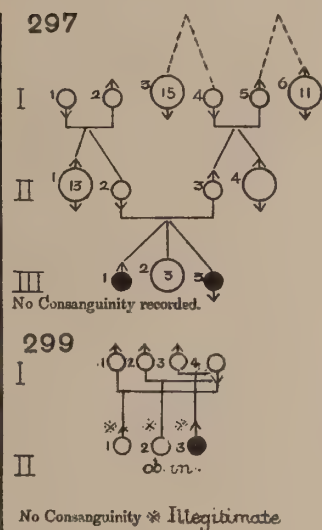 297
I 1 2 3 15 4 5 6 11
II 1 13 2 3 4
III 1 2 3 3
No Consanguinity recorded.
299
I 1 2 3 4
※ ※ ※
II 1 2 3
ob. in.
No Consanguinity ※ Illegitimate